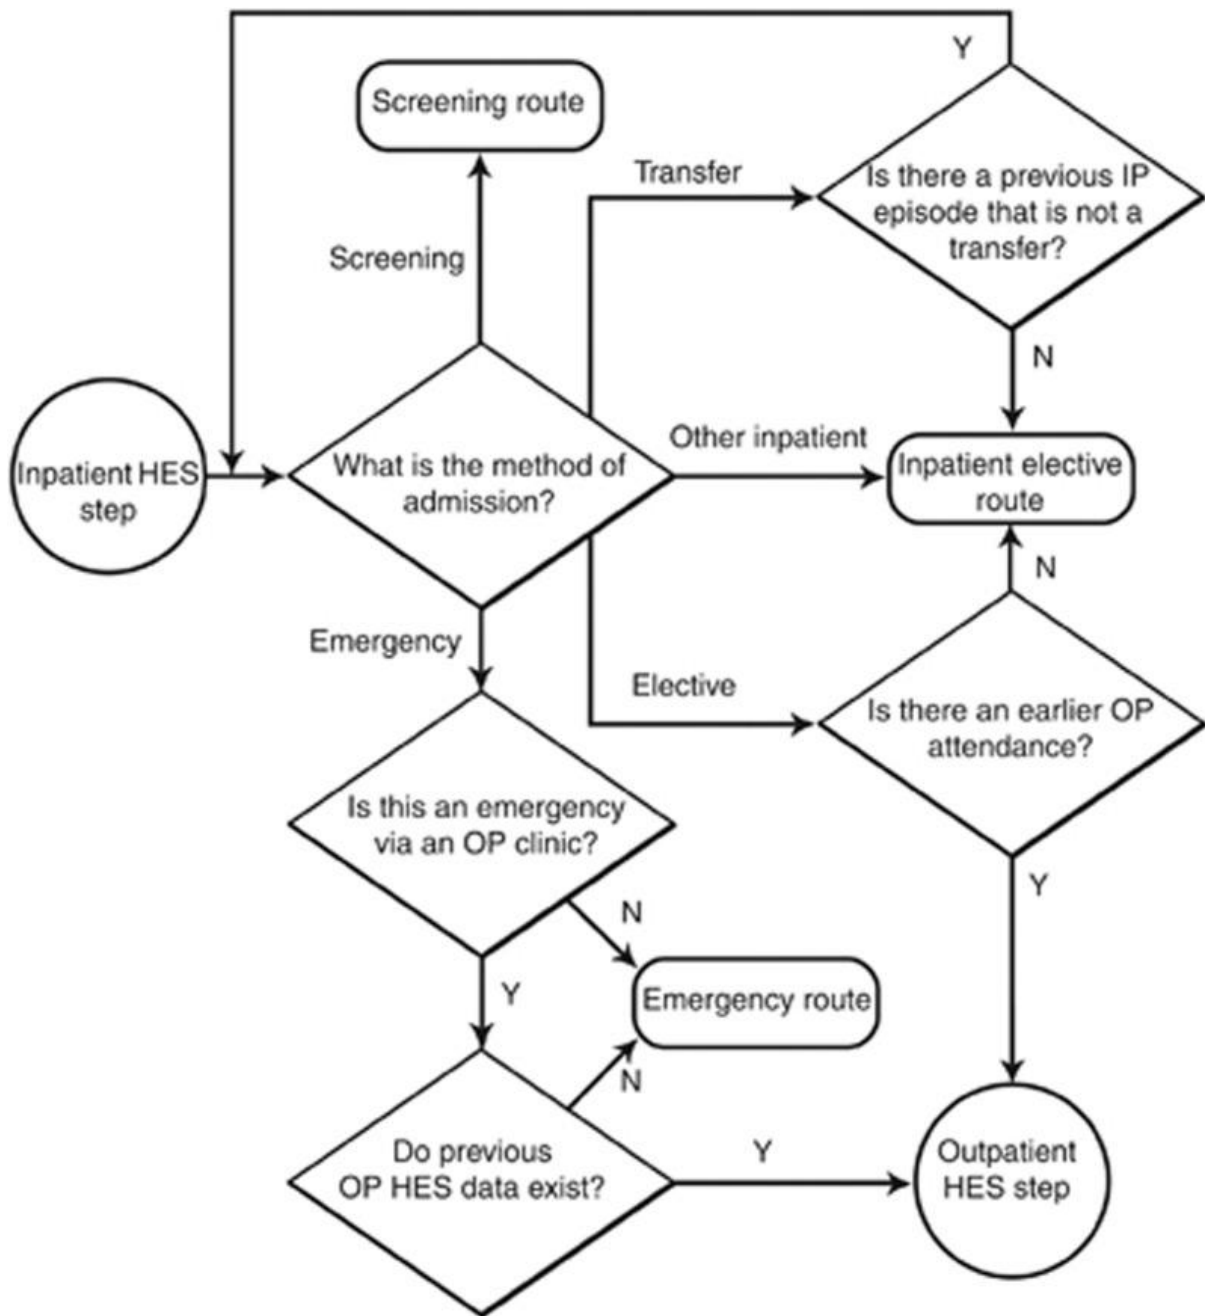 Y
Screening route
Transfer
Is there a previous IP
episode that is not a
transfer?
Screening
N
Inpatient HES
step
What is the method of
admission?
Other inpatient
Inpatient elective
route
N
Emergency
Elective
Is there an earlier OP
attendance?
Is this an emergency
via an OP clinic?
Y
N
Y
Emergency route
N
Do previous
OP HES data exist?
Y
Outpatient
HES step